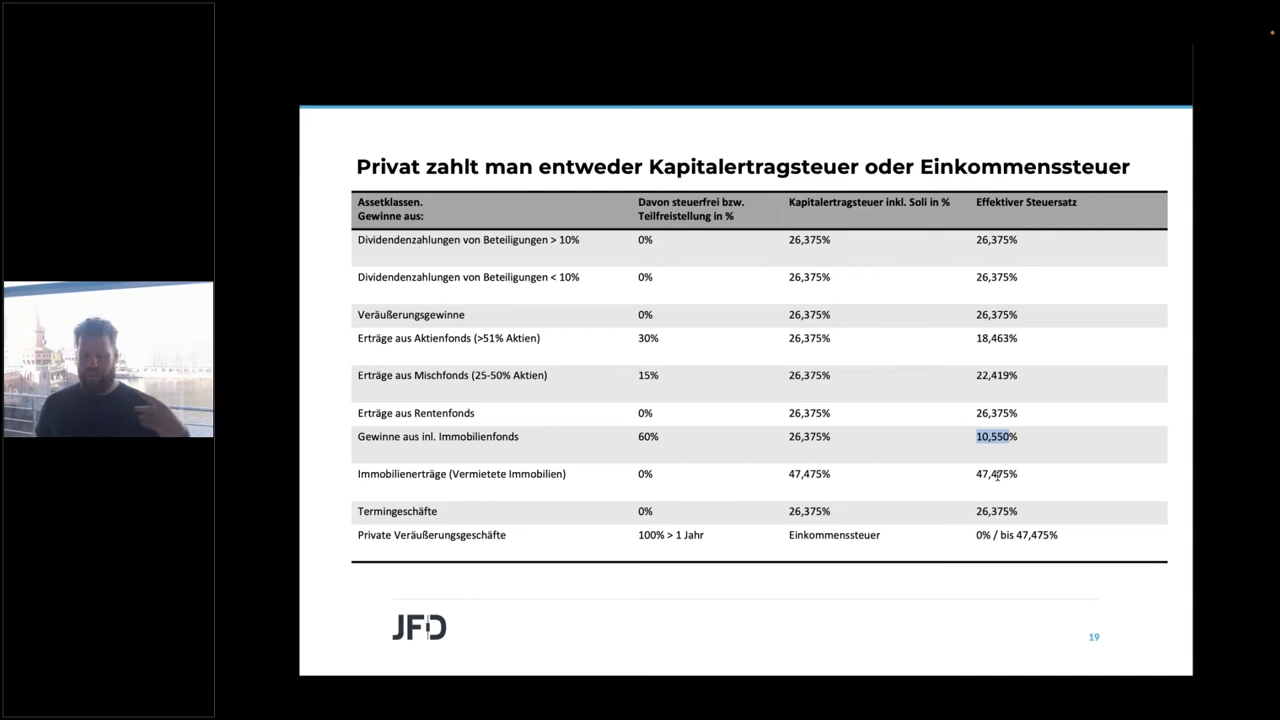 Privat zahlt man entweder Kapitalertragsteuer oder Einkommenssteuer
Assetklassen. Davon steuerfrei bzw. Kapitalertragsteuer inkl. Soli in % Effektiver Steuersatz
Gewinne aus: Teilfreistellung in %
Dividendenzahlungen von Beteiligungen > 10% 0% 26,375% 26,375%
Dividendenzahlungen von Beteiligungen < 10% 0% 26,375% 26,375%
Veräußerungsgewinne 0% 26,375% 26,375%
Erträge aus Aktienfonds (>51% Aktien) 30% 26,375% 18,463%
Erträge aus Mischfonds (25-50% Aktien) 15% 26,375% 22,419%
Erträge aus Rentenfonds 0% 26,375% 26,375%
Gewinne aus inl. Immobilienfonds 60% 26,375% 10,550%
Immobilienerträge (Vermietete Immobilien) 0% 47,475% 47,475%
Termingeschäfte 0% 26,375% 26,375%
Private Veräußerungsgeschäfte 100% > 1 Jahr Einkommenssteuer 0% / bis 47,475%
JFD
19